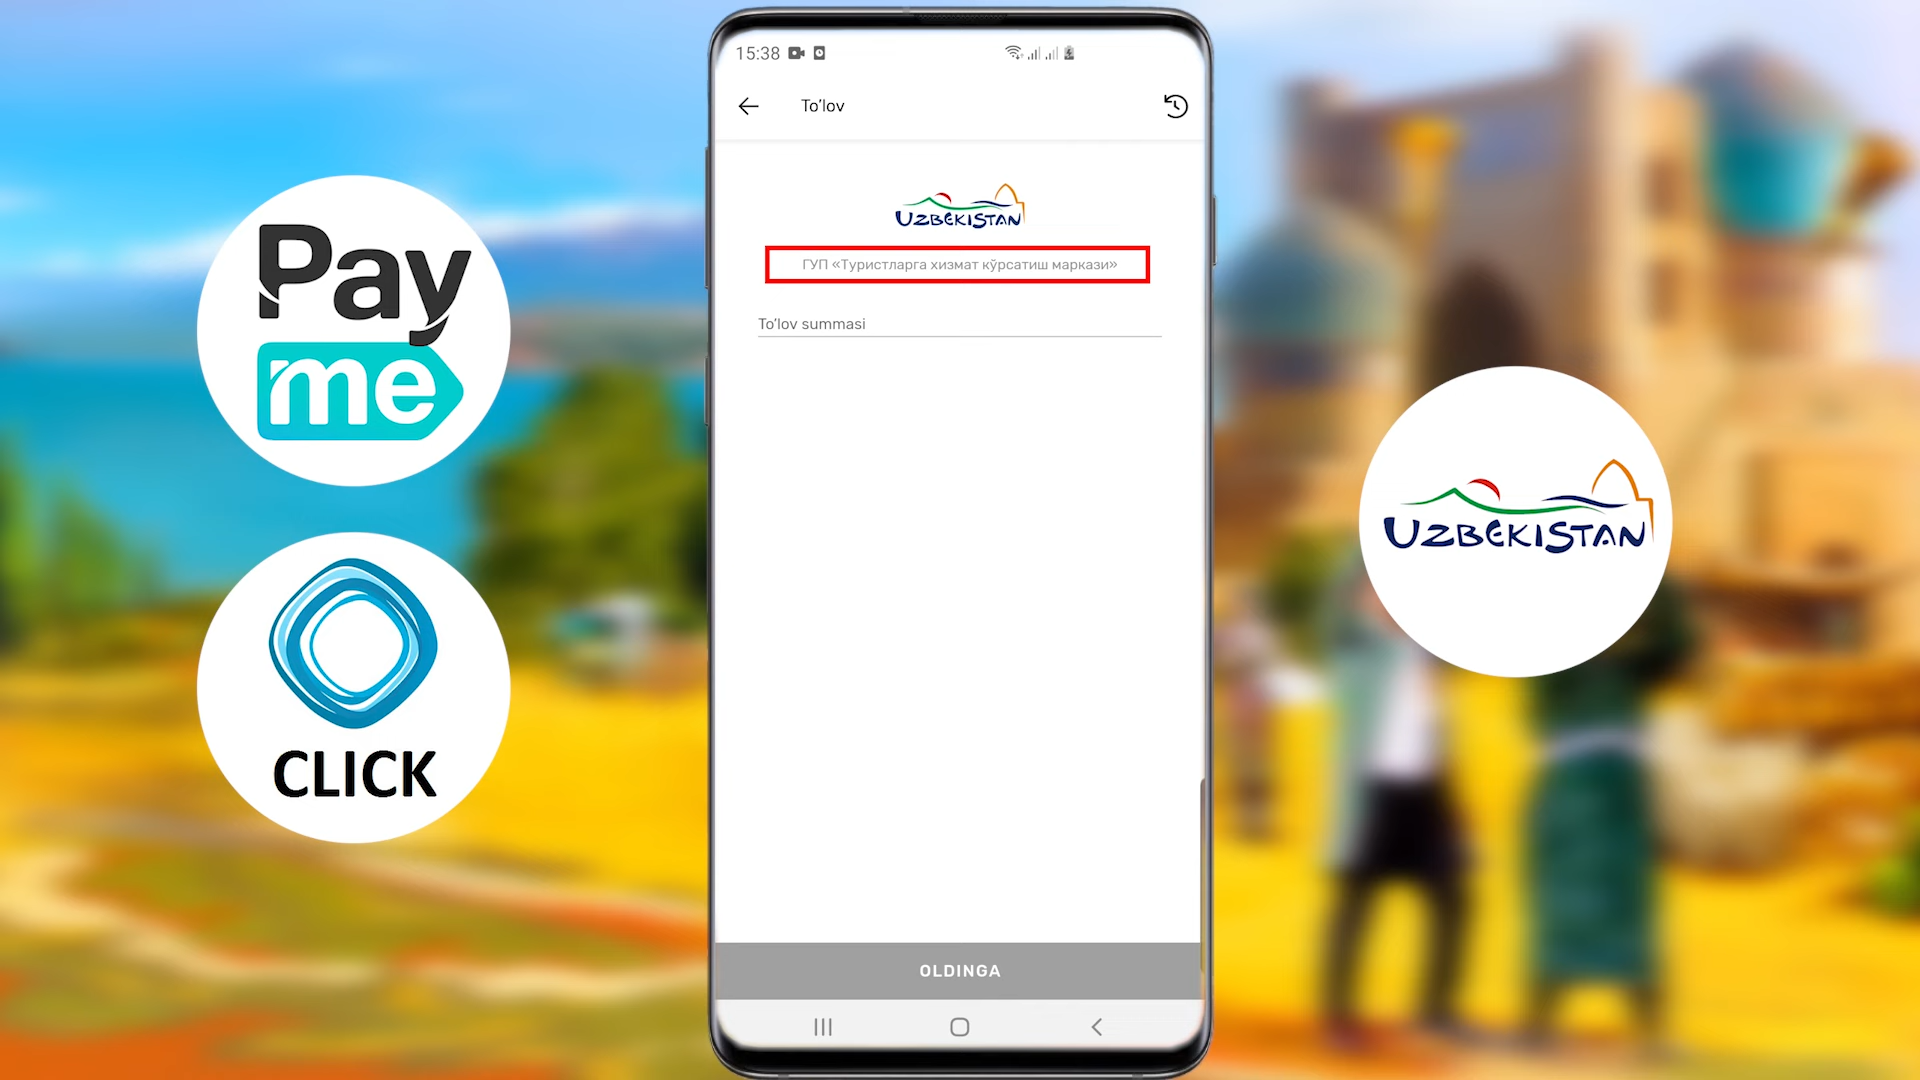 Pay
me
CLICK
15:38
To‘lov
UZBEKISTAN
ГУП «Туристларга хизмат кўрсатиш маркази»
To‘lov summasi
OLDINGA
UZBEKISTAN